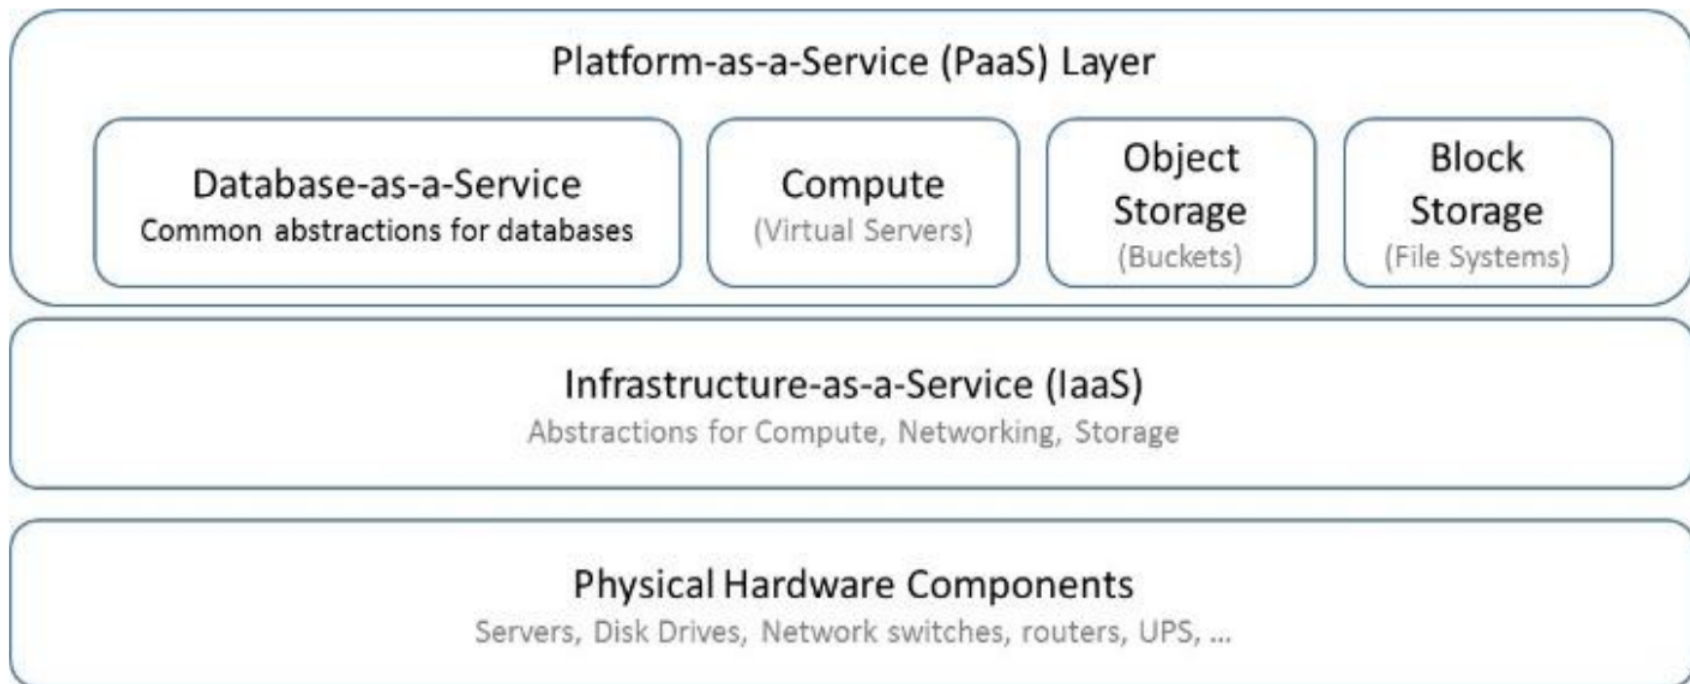 Platform-as-a-Service (PaaS) Layer
Database-as-a-Service
Common abstractions for databases
Compute
(Virtual Servers)
Object
Storage
(Buckets)
Block
Storage
(File Systems)
Infrastructure-as-a-Service (IaaS)
Abstractions for Compute, Networking, Storage
Physical Hardware Components
Servers, Disk Drives, Network switches, routers, UPS, ...